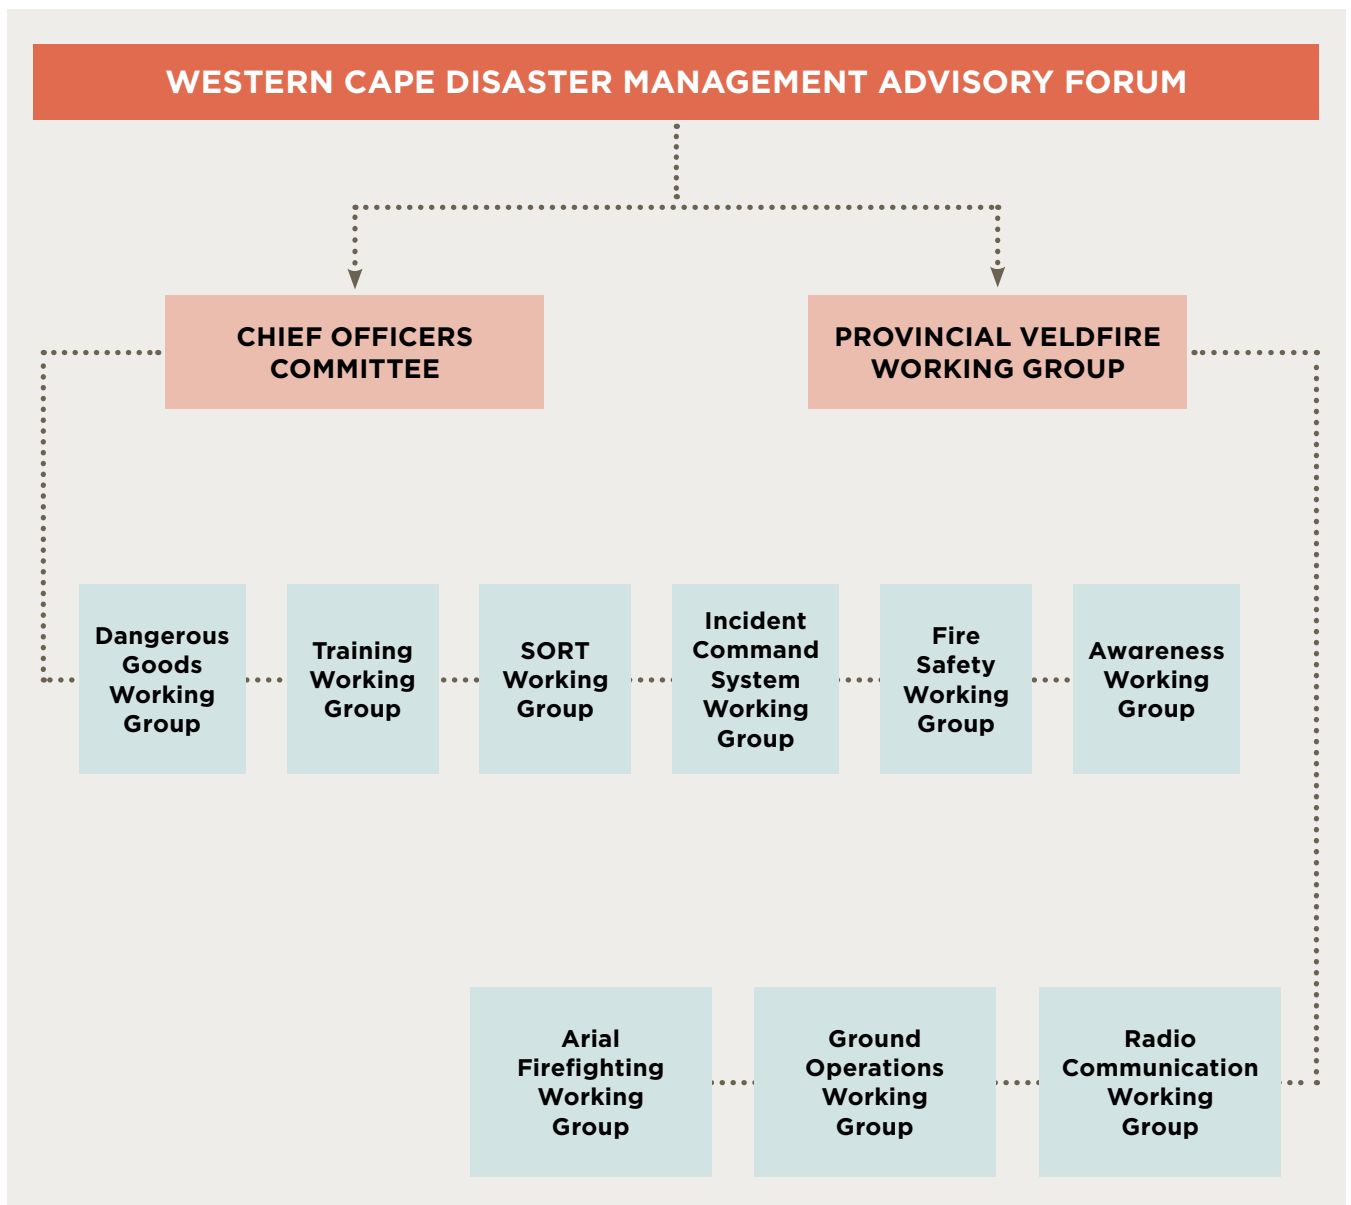 WESTERN CAPE DISASTER MANAGEMENT ADVISORY FORUM
CHIEF OFFICERS
COMMITTEE
PROVINCIAL VELDFIRE
WORKING GROUP
Dangerous
Goods
Working
Group
Training
Working
Group
SORT
Working
Group
Incident
Command
System
Working
Group
Fire
Safety
Working
Group
Awareness
Working
Group
Arial
Firefighting
Working
Group
Ground
Operations
Working
Group
Radio
Communication
Working
Group